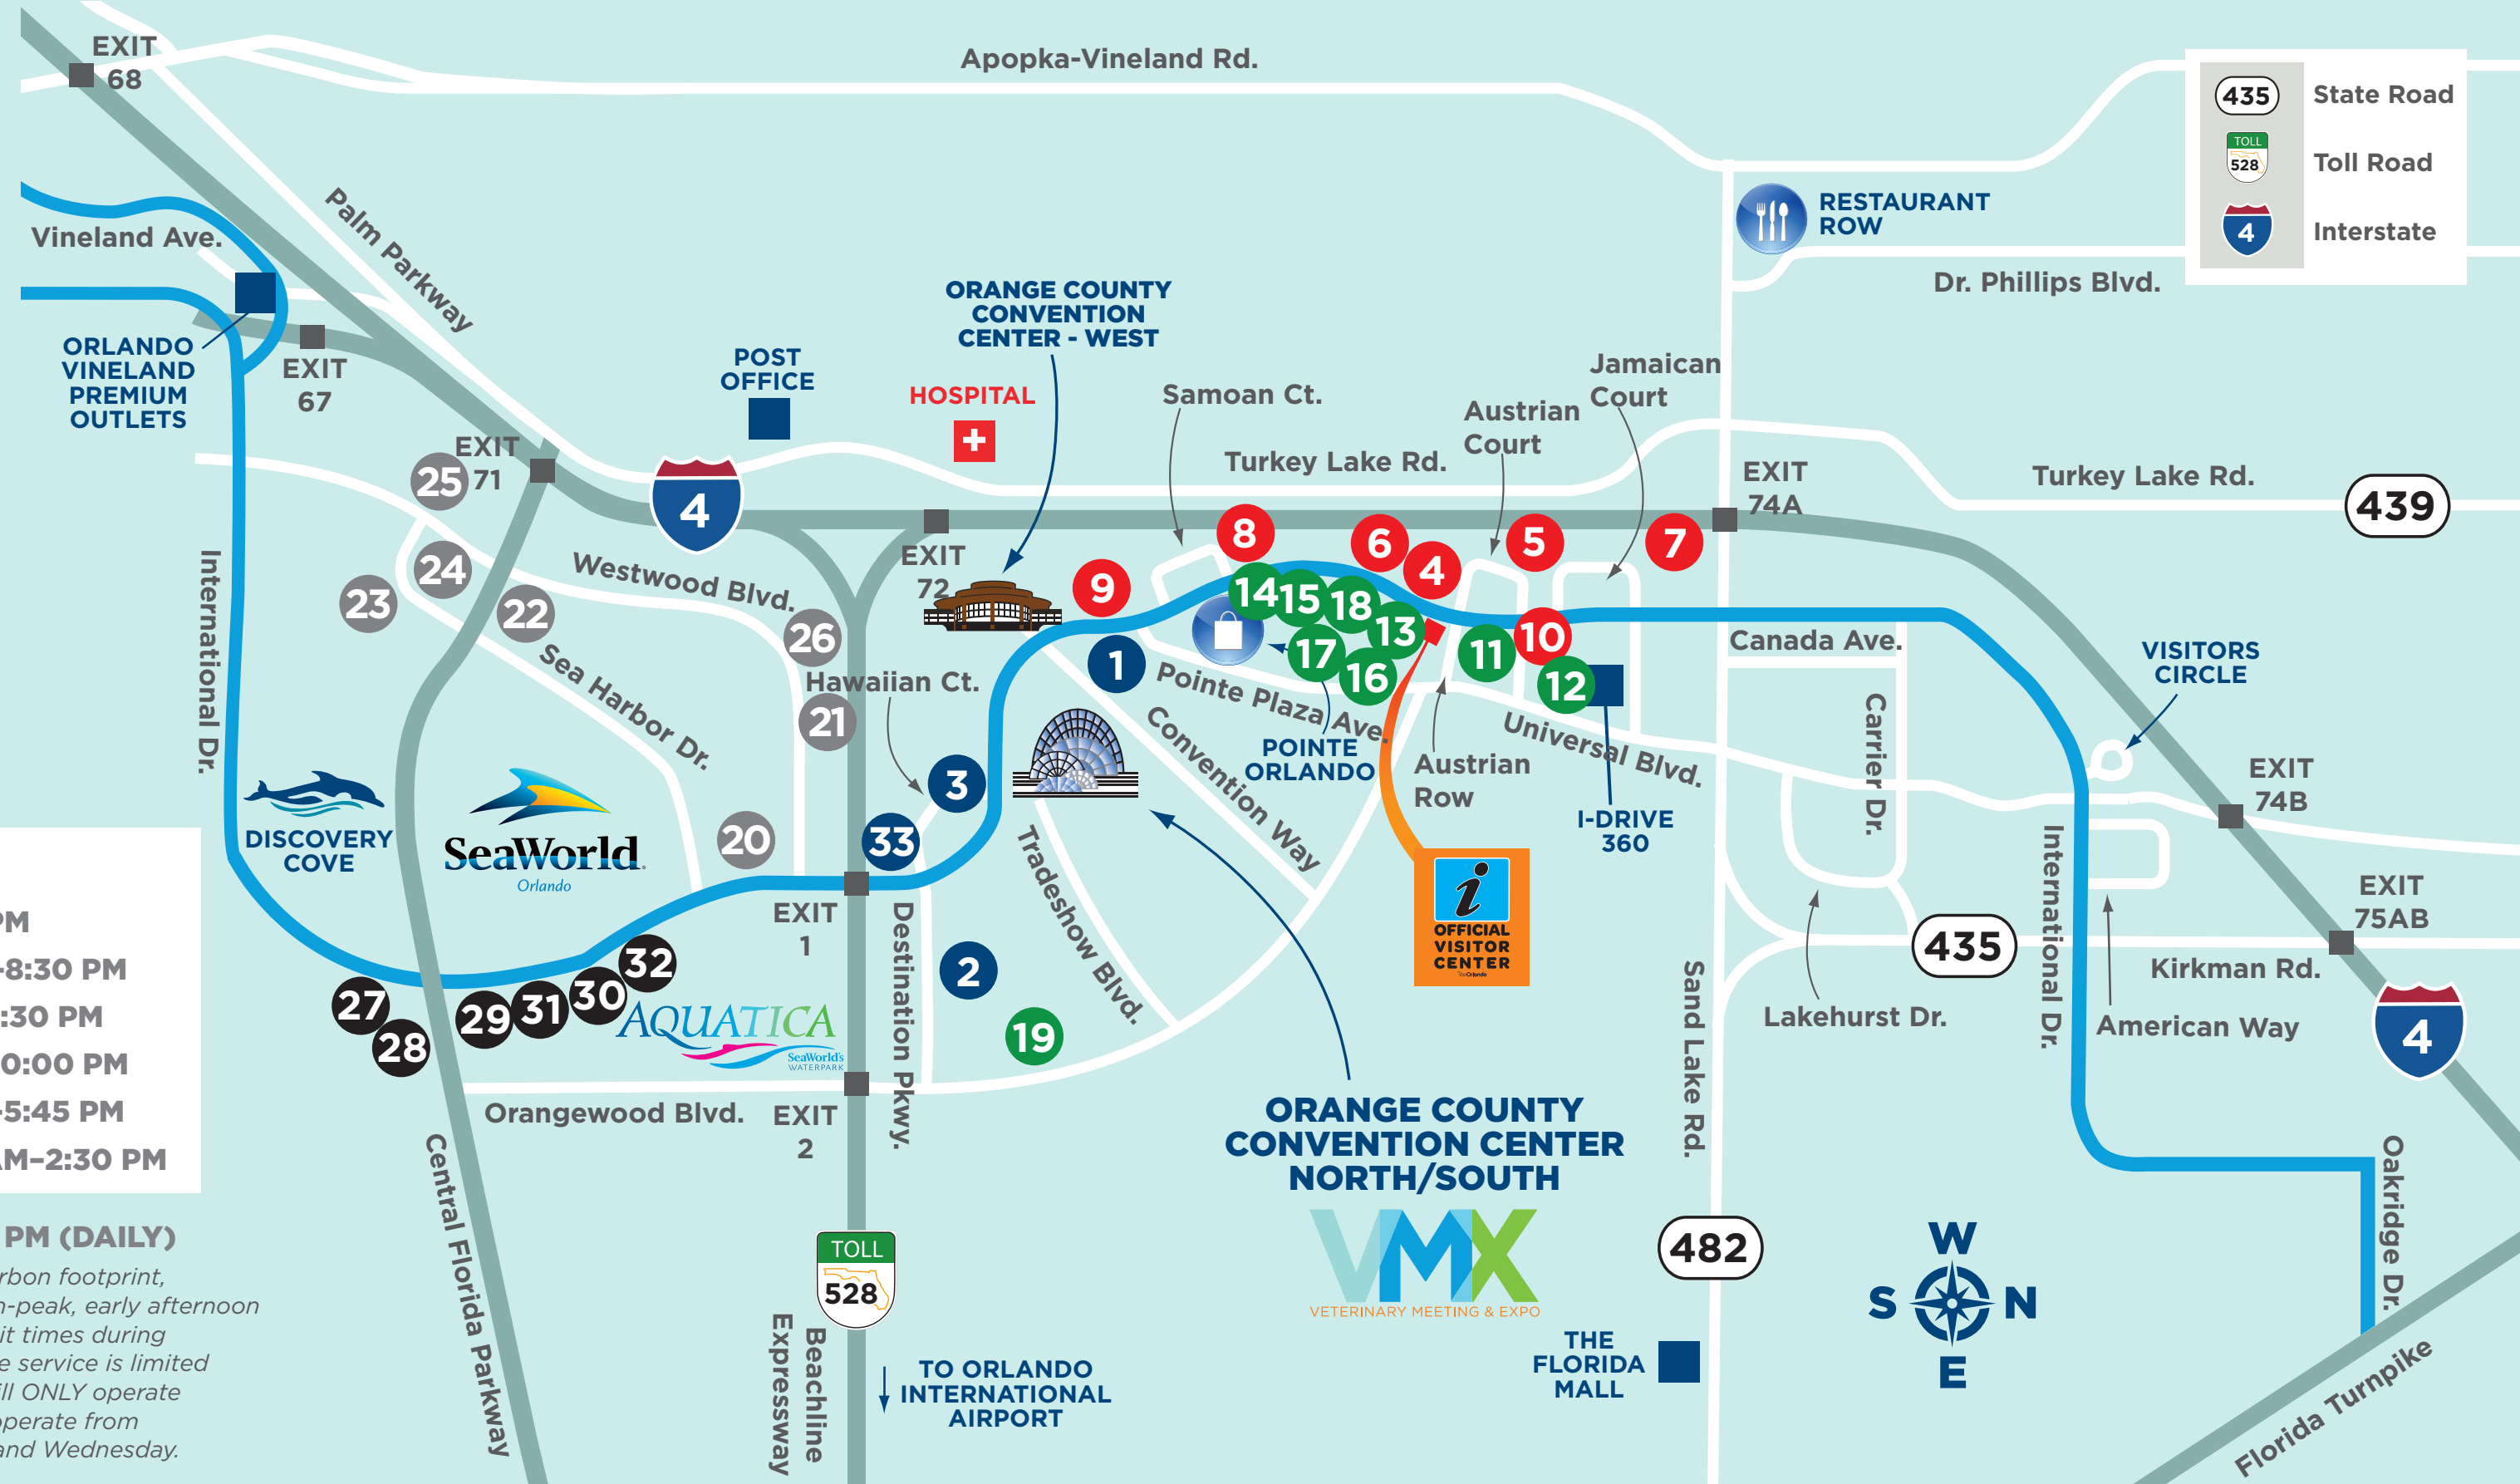 EXIT
68
Apopka-Vineland Rd.
435
State Road
TOLL
528
Toll Road
4
Interstate
Vineland Ave.
Palm Parkway
RESTAURANT
ROW
Dr. Phillips Blvd.
ORLANDO
VINELAND
PREMIUM
OUTLETS
EXIT
67
POST
OFFICE
HOSPITAL
ORANGE COUNTY
CONVENTION
CENTER - WEST
Samoan Ct.
Austrian
Court
Jamaican
Court
Turkey Lake Rd.
EXIT
74A
Turkey Lake Rd.
439
EXIT
71
25
4
EXIT
72
Westwood Blvd.
24
23
22
26
21
9
8
6
4
5
7
14
15
18
13
17
16
11
10
12
1
Canada Ave.
VISITORS
CIRCLE
International Dr.
Sea Harbor Dr.
Hawaiian Ct.
Pointe Plaza Ave.
POINTE
ORLANDO
Convention Way
Universal Blvd.
Austrian
Row
I-DRIVE
360
Carrier Dr.
EXIT
74B
DISCOVERY
COVE
SeaWorld
Orlando
20
3
33
Tradeshow Blvd.
i
OFFICIAL
VISITOR
CENTER
Visit Orlando
International Dr.
EXIT
75AB
435
Kirkman Rd.
Lakehurst Dr.
American Way
4
27
28
29
31
30
32
AQUATICA
SeaWorld's
WATERPARK
EXIT
1
Destination Pkwy.
2
19
Sand Lake Rd.
Orangewood Blvd.
EXIT
2
Central Florida Parkway
ORANGE COUNTY
CONVENTION CENTER
NORTH/SOUTH
VMX
VETERINARY MEETING & EXPO
482
W
S
N
E
Oakridge Dr.
Florida Turnpike
TOLL
528
Beachline
Expressway
TO ORLANDO
INTERNATIONAL
AIRPORT
THE
FLORIDA
MALL
PM
-8:30 PM
:30 PM
0:00 PM
-5:45 PM
AM–2:30 PM
PM (DAILY)
rbon footprint,
n-peak, early afternoon
it times during
e service is limited
ill ONLY operate
operate from
and Wednesday.